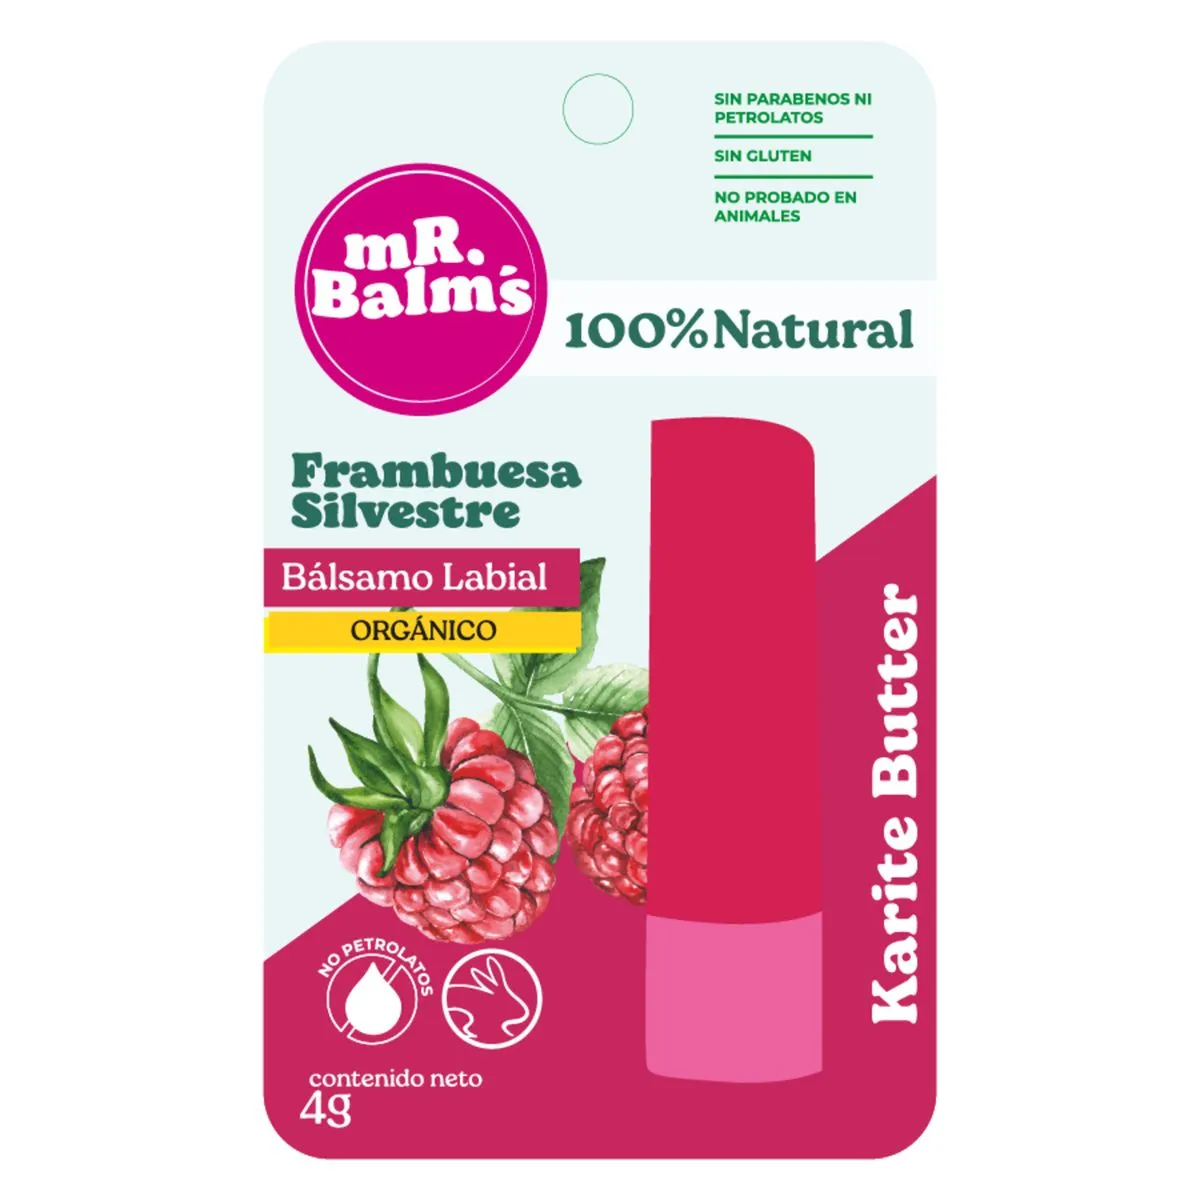 SIN PARABENOS NI
PETROLATOS
SIN GLUTEN
NO PROBADO EN
ANIMALES
mR.
Balm's
100%Natural
Frambuesa
Silvestre
Bálsamo Labial
ORGÁNICO
Karite Butter
NO PETROLATOS
contenido neto
4g